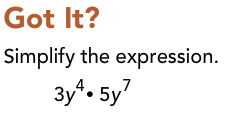 Got It?
Simplify the expression.
3y⁴• 5y⁷